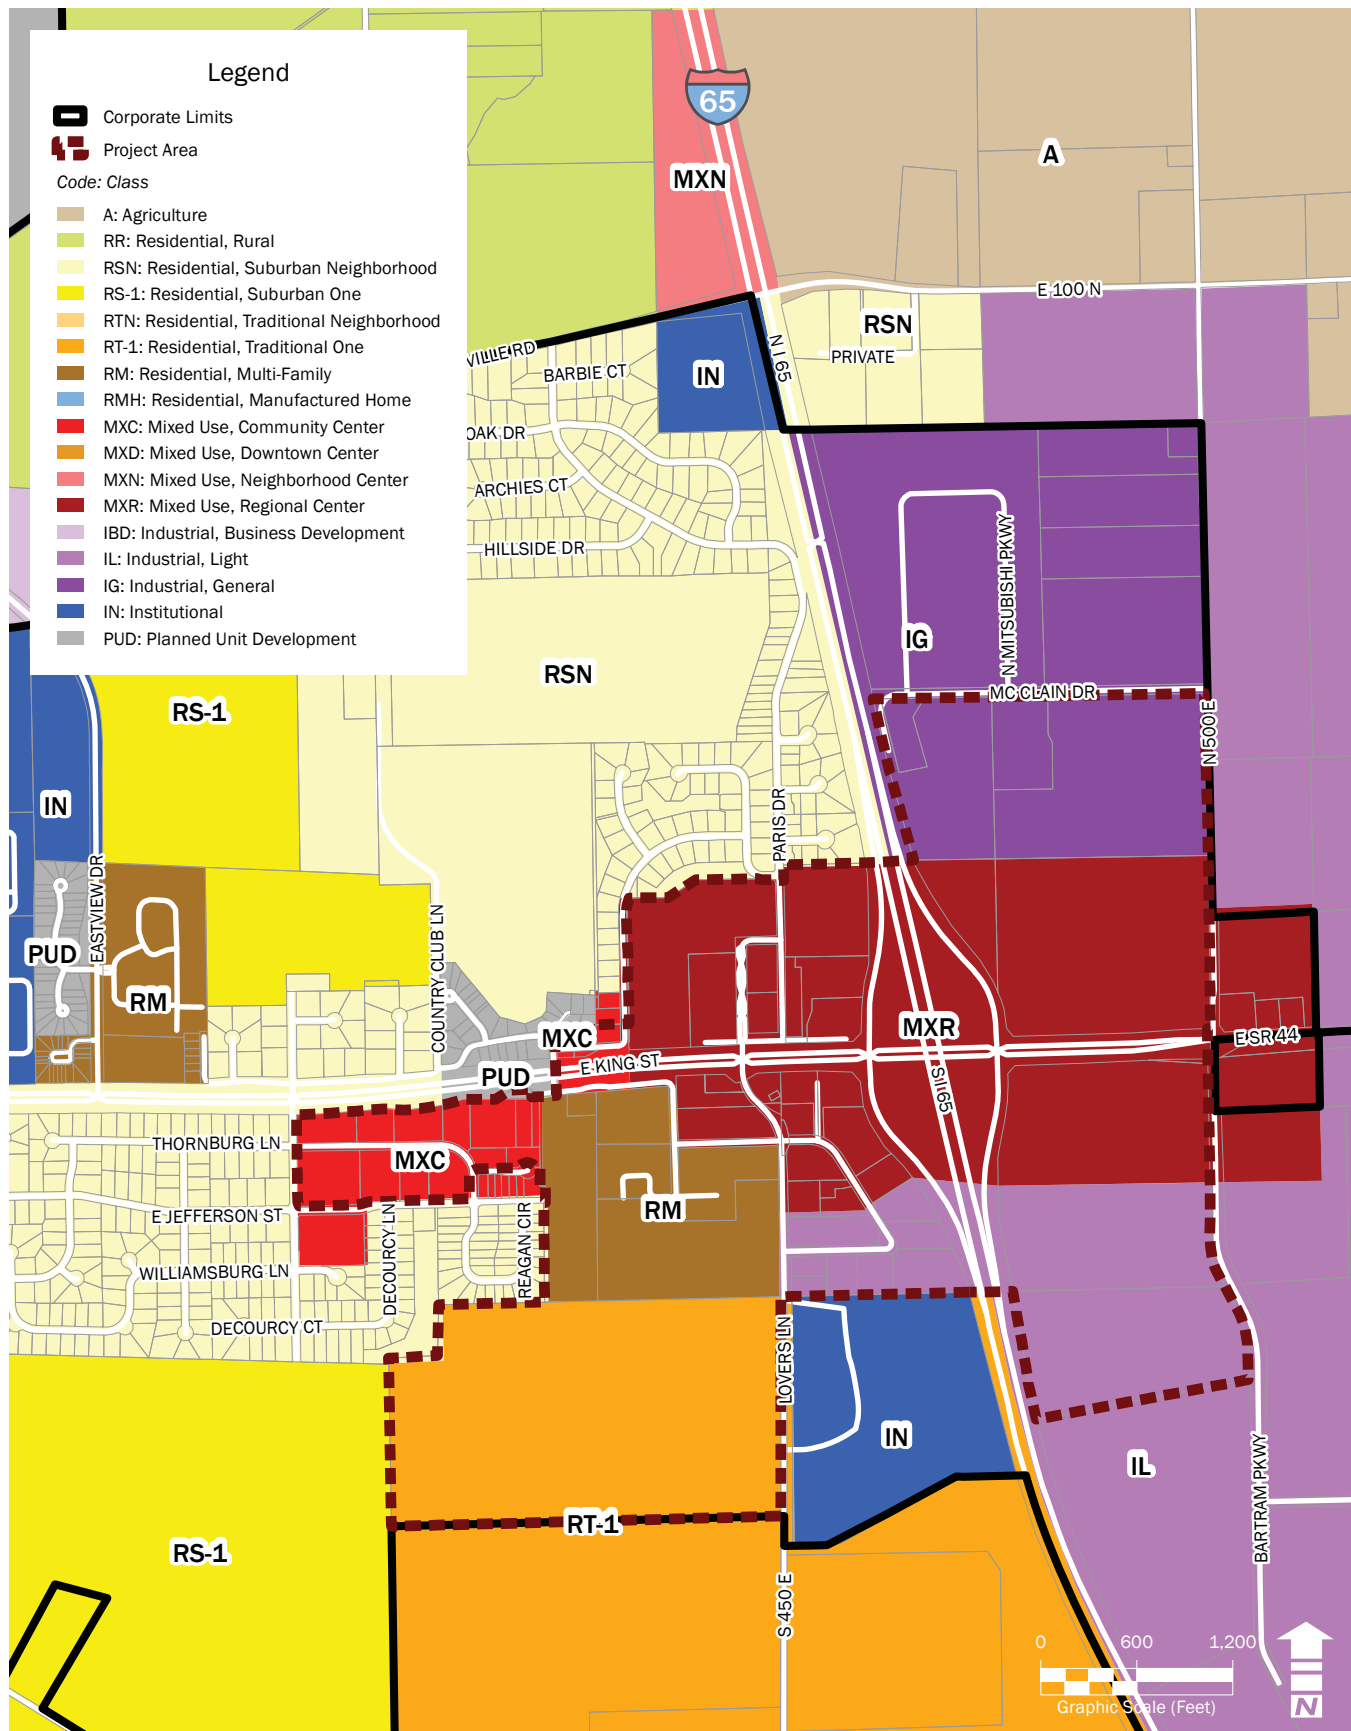 Legend
Corporate Limits
Project Area
Code: Class
A: Agriculture
RR: Residential, Rural
RSN: Residential, Suburban Neighborhood
RS-1: Residential, Suburban One
RTN: Residential, Traditional Neighborhood
RT-1: Residential, Traditional One
RM: Residential, Multi-Family
RMH: Residential, Manufactured Home
MXC: Mixed Use, Community Center
MXD: Mixed Use, Downtown Center
MXN: Mixed Use, Neighborhood Center
MXR: Mixed Use, Regional Center
IBD: Industrial, Business Development
IL: Industrial, Light
IG: Industrial, General
IN: Institutional
PUD: Planned Unit Development
65
A
MXN
E 100 N
RSN
PRIVATE
N I 65
VILLE RD
BARBIE CT
IN
OAK DR
ARCHIES CT
HILLSIDE DR
N MITSUBISHI PKWY
IG
RSN
MC CLAIN DR
RS-1
N 500 E
IN
PARIS DR
EASTVIEW DR
COUNTRY CLUB LN
PUD
RM
MXC
MXR
E SR 44
E KING ST
PUD
S I 65
THORNBURG LN
MXC
RM
E JEFFERSON ST
DECOURCY LN
REAGAN CIR
WILLIAMSBURG LN
DECOURCY CT
LOVERS LN
IN
IL
BARTRAM PKWY
RT-1
RS-1
S 450 E
0 600 1,200
Graphic Scale (Feet)
N